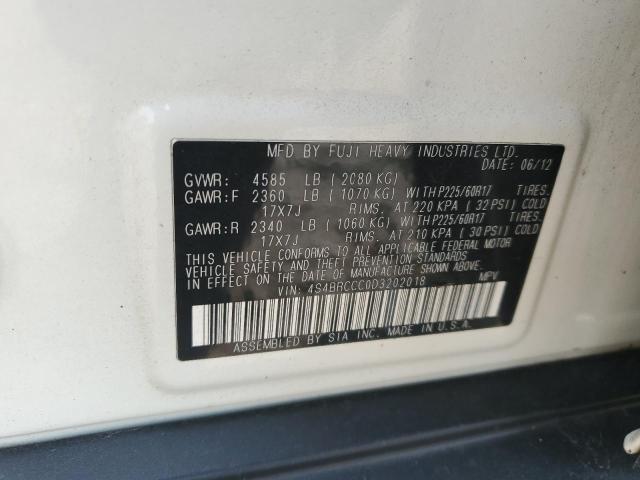 MFD BY FUJI HEAVY INDUSTRIES LTD.
DATE: 06/12
GVWR: 4585 LB ( 2080 KG)
GAWR:F 2360 LB ( 1070 KG) WITH P225/60R17 TIRES.
17X7J RIMS. AT 220 KPA ( 32 PSI) COLD
GAWR:R 2340 LB ( 1060 KG) WITH P225/60R17 TIRES.
17X7J RIMS. AT 210 KPA ( 30 PSI) COLD
THIS VEHICLE CONFORMS TO ALL APPLICABLE FEDERAL MOTOR
VEHICLE SAFETY AND THEFT PREVENTION STANDARDS
IN EFFECT ON THE DATE OF MANUFACTURE SHOWN ABOVE.
VIN: 4S4BRCCC0D3202018 MPV
ASSEMBLED BY SIA INC. MADE IN U.S.A.